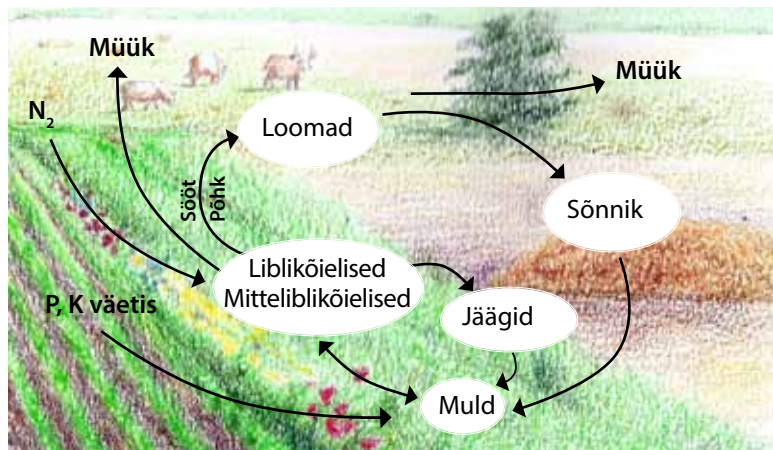 Müük
Müük
N2
Loomad
Sööt
Põhk
Sõnnik
Liblikõielised
Mitteliblikõielised
P, K väetis
Jäägid
Muld